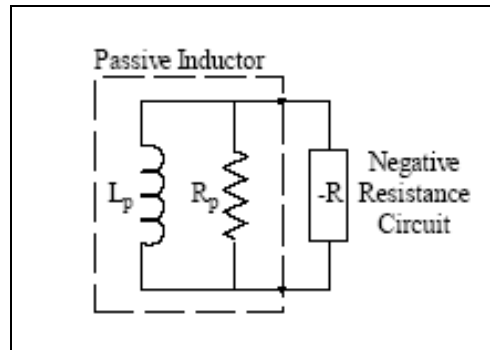 Passive Inductor
Lp
Rp
-R
Negative
Resistance
Circuit